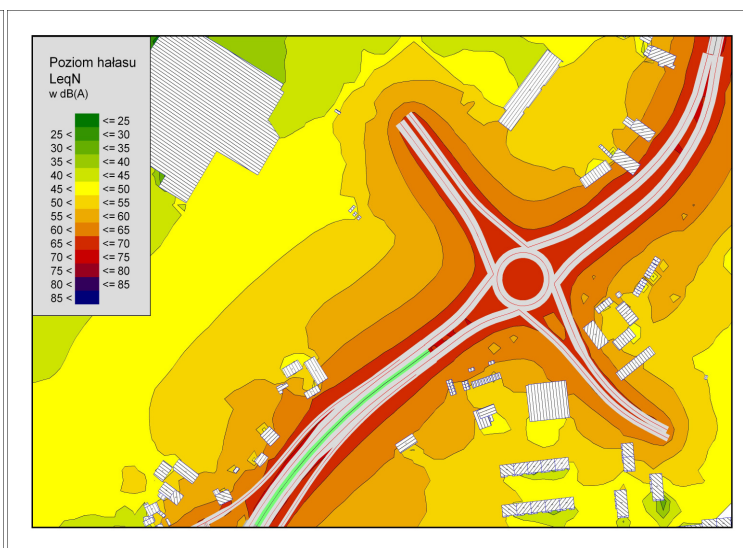 Poziom hałasu
LeqN
w dB(A)
<= 25
25 < <= 30
30 < <= 35
35 < <= 40
40 < <= 45
45 < <= 50
50 < <= 55
55 < <= 60
60 < <= 65
65 < <= 70
70 < <= 75
75 < <= 80
80 < <= 85
85 <